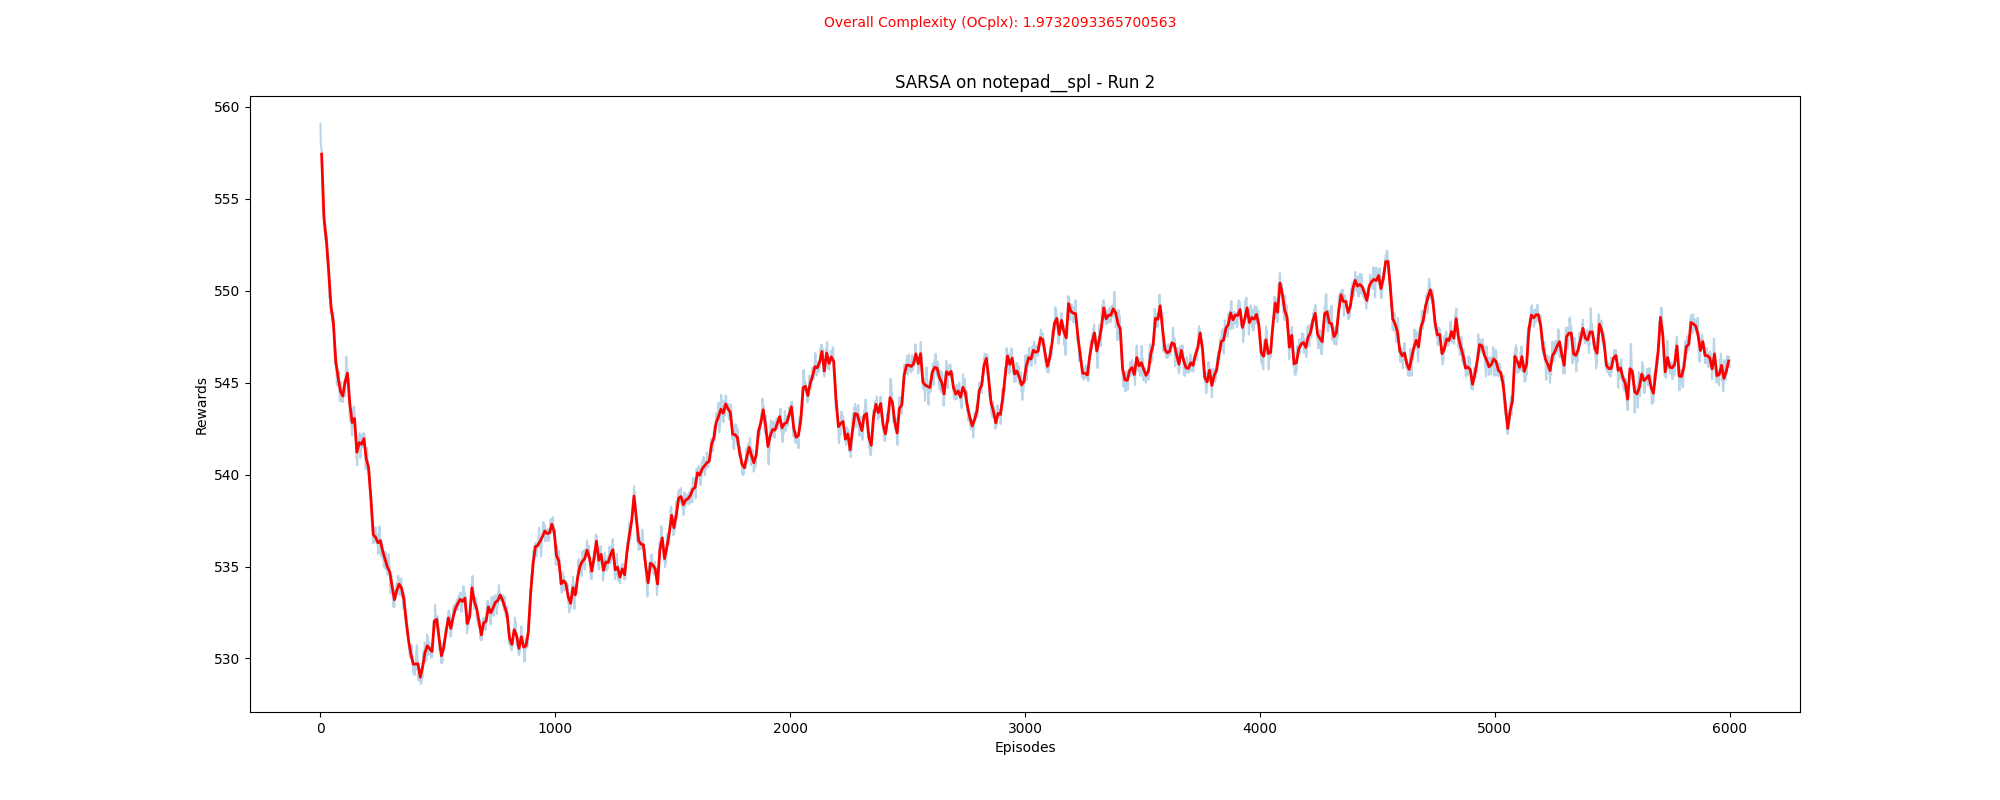 Overall Complexity (OCplx): 1.9732093365700563
SARSA on notepad__spl - Run 2
560
555
550
545
540
535
530
Rewards
0 1000 2000 3000 4000 5000 6000
Episodes